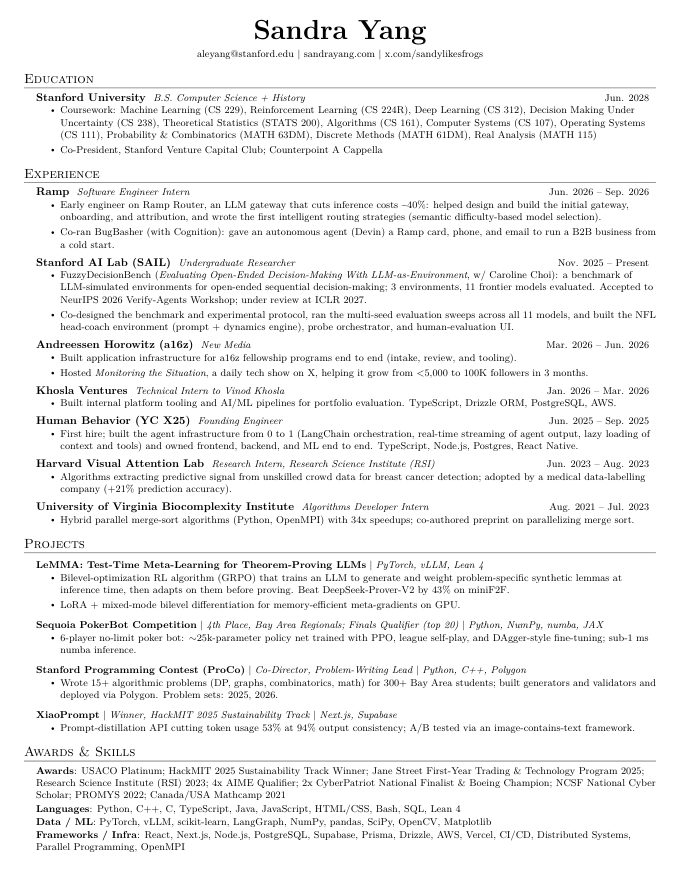 Sandra Yang
aleyang@stanford.edu | sandrayang.com | x.com/sandylikesfrogs
Education
Stanford University B.S. Computer Science + History Jun. 2028
• Coursework: Machine Learning (CS 229), Reinforcement Learning (CS 224R), Deep Learning (CS 312), Decision Making Under
Uncertainty (CS 238), Theoretical Statistics (STATS 200), Algorithms (CS 161), Computer Systems (CS 107), Operating Systems
(CS 111), Probability & Combinatorics (MATH 63DM), Discrete Methods (MATH 61DM), Real Analysis (MATH 115)
• Co-President, Stanford Venture Capital Club; Counterpoint A Cappella
Experience
Ramp Software Engineer Intern Jun. 2026 – Sep. 2026
• Early engineer on Ramp Router, an LLM gateway that cuts inference costs ~40%: helped design and build the initial gateway,
onboarding, and attribution, and wrote the first intelligent routing strategies (semantic difficulty-based model selection).
• Co-ran BugBasher (with Cognition): gave an autonomous agent (Devin) a Ramp card, phone, and email to run a B2B business from
a cold start.
Stanford AI Lab (SAIL) Undergraduate Researcher Nov. 2025 – Present
• FuzzyDecisionBench (Evaluating Open-Ended Decision-Making With LLM-as-Environment, w/ Caroline Choi): a benchmark of
LLM-simulated environments for open-ended sequential decision-making; 3 environments, 11 frontier models evaluated. Accepted to
NeurIPS 2026 Verify-Agents Workshop; under review at ICLR 2027.
• Co-designed the benchmark and experimental protocol, ran the multi-seed evaluation sweeps across all 11 models, and built the NFL
head-coach environment (prompt + dynamics engine), probe orchestrator, and human-evaluation UI.
Andreessen Horowitz (a16z) New Media Mar. 2026 – Jun. 2026
• Built application infrastructure for a16z fellowship programs end to end (intake, review, and tooling).
• Hosted Monitoring the Situation, a daily tech show on X, helping it grow from <5,000 to 100K followers in 3 months.
Khosla Ventures Technical Intern to Vinod Khosla Jan. 2026 – Mar. 2026
• Built internal platform tooling and AI/ML pipelines for portfolio evaluation. TypeScript, Drizzle ORM, PostgreSQL, AWS.
Human Behavior (YC X25) Founding Engineer Jun. 2025 – Sep. 2025
• First hire; built the agent infrastructure from 0 to 1 (LangChain orchestration, real-time streaming of agent output, lazy loading of
context and tools) and owned frontend, backend, and ML end to end. TypeScript, Node.js, Postgres, React Native.
Harvard Visual Attention Lab Research Intern, Research Science Institute (RSI) Jun. 2023 – Aug. 2023
• Algorithms extracting predictive signal from unskilled crowd data for breast cancer detection; adopted by a medical data-labelling
company (+21% prediction accuracy).
University of Virginia Biocomplexity Institute Algorithms Developer Intern Aug. 2021 – Jul. 2023
• Hybrid parallel merge-sort algorithms (Python, OpenMPI) with 34x speedups; co-authored preprint on parallelizing merge sort.
Projects
LeMMA: Test-Time Meta-Learning for Theorem-Proving LLMs | PyTorch, vLLM, Lean 4
• Bilevel-optimization RL algorithm (GRPO) that trains an LLM to generate and weight problem-specific synthetic lemmas at
inference time, then adapts on them before proving. Beat DeepSeek-Prover-V2 by 43% on miniF2F.
• LoRA + mixed-mode bilevel differentiation for memory-efficient meta-gradients on GPU.
Sequoia PokerBot Competition | 4th Place, Bay Area Regionals; Finals Qualifier (top 20) | Python, NumPy, numba, JAX
• 6-player no-limit poker bot: ~25k-parameter policy net trained with PPO, league self-play, and DAgger-style fine-tuning; sub-1 ms
numba inference.
Stanford Programming Contest (ProCo) | Co-Director, Problem-Writing Lead | Python, C++, Polygon
• Wrote 15+ algorithmic problems (DP, graphs, combinatorics, math) for 300+ Bay Area students; built generators and validators and
deployed via Polygon. Problem sets: 2025, 2026.
XiaoPrompt | Winner, HackMIT 2025 Sustainability Track | Next.js, Supabase
• Prompt-distillation API cutting token usage 53% at 94% output consistency; A/B tested via an image-contains-text framework.
Awards & Skills
Awards: USACO Platinum; HackMIT 2025 Sustainability Track Winner; Jane Street First-Year Trading & Technology Program 2025;
Research Science Institute (RSI) 2023; 4x AIME Qualifier; 2x CyberPatriot National Finalist & Boeing Champion; NCSF National Cyber
Scholar; PROMYS 2022; Canada/USA Mathcamp 2021
Languages: Python, C++, C, TypeScript, Java, JavaScript, HTML/CSS, Bash, SQL, Lean 4
Data / ML: PyTorch, vLLM, scikit-learn, LangGraph, NumPy, pandas, SciPy, OpenCV, Matplotlib
Frameworks / Infra: React, Next.js, Node.js, PostgreSQL, Supabase, Prisma, Drizzle, AWS, Vercel, CI/CD, Distributed Systems,
Parallel Programming, OpenMPI